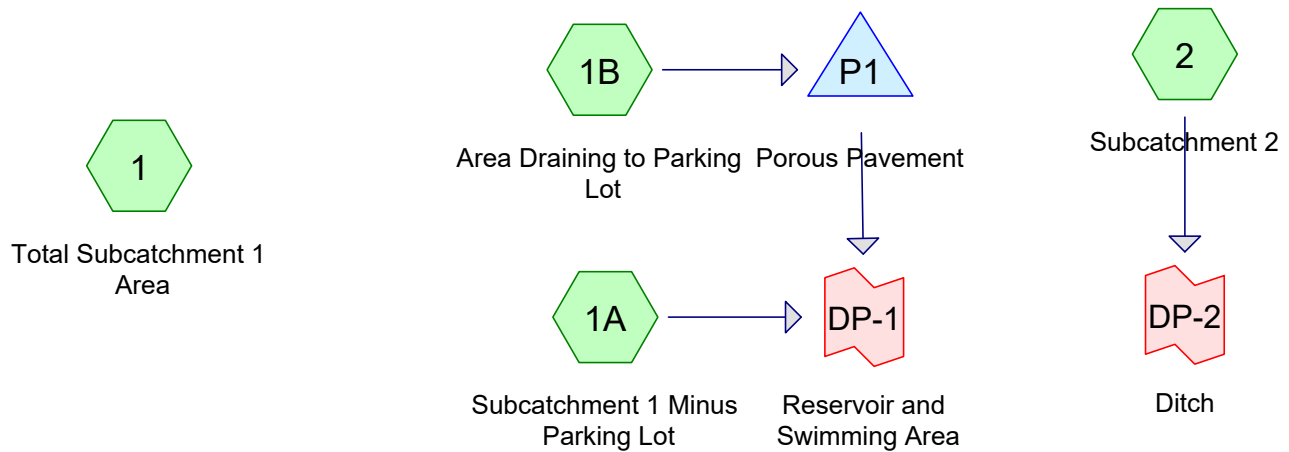 1
Total Subcatchment 1
Area
1B
Area Draining to Parking
Lot
P1
Porous Pavement
1A
Subcatchment 1 Minus
Parking Lot
DP-1
Reservoir and
Swimming Area
2
Subcatchment 2
DP-2
Ditch